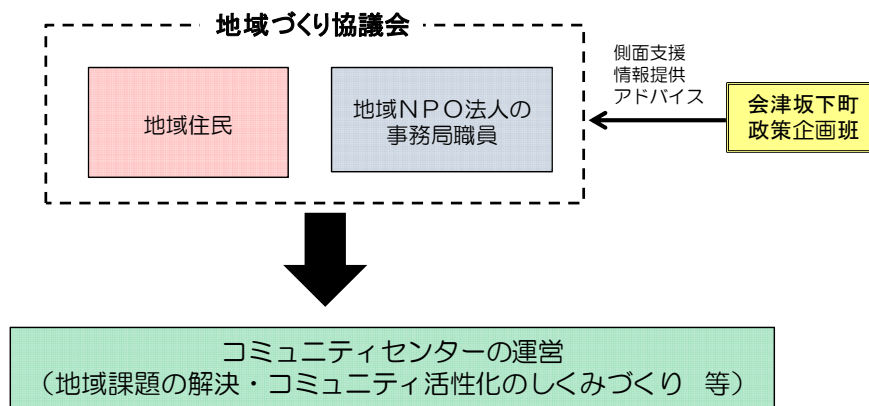 地域づくり協議会
地域住民
地域NPO法人の
事務局職員
側面支援
情報提供
アドバイス
会津坂下町
政策企画班
コミュニティセンターの運営
(地域課題の解決・コミュニティ活性化のしくみづくり 等)